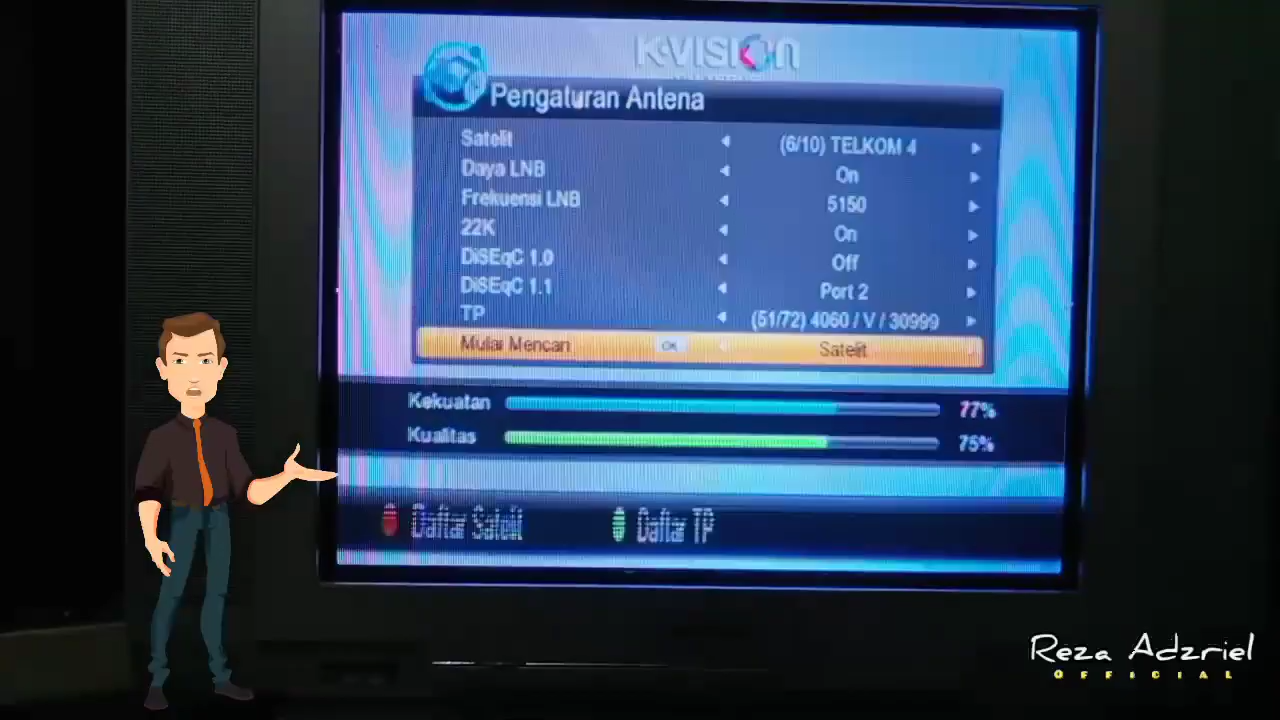 K-VISION
Pengaturan Antena
Satelit (6/10) TELKOM 4
Daya LNB On
Frekuensi LNB 5150
22K On
DiSEqC 1.0 Off
DiSEqC 1.1 Port 2
TP (51/72) 4060 / V / 30999
Mulai Mencari OK Satelit
Kekuatan 77%
Kualitas 75%
Daftar Satelit Daftar TP
Reza Adzriel
OFFICIAL